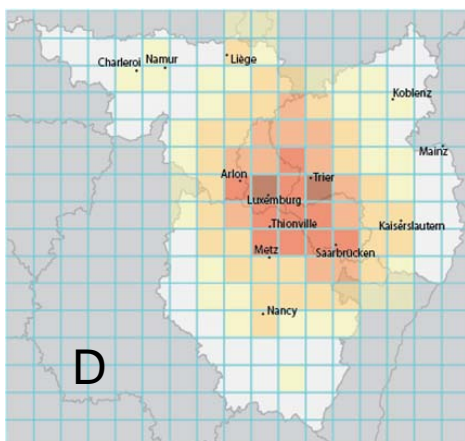 Liège
Namur
Charleroi
Koblenz
Mainz
Arlon
Trier
Luxemburg
Thionville
Kaiserslautern
Metz
Saarbrücken
Nancy
D